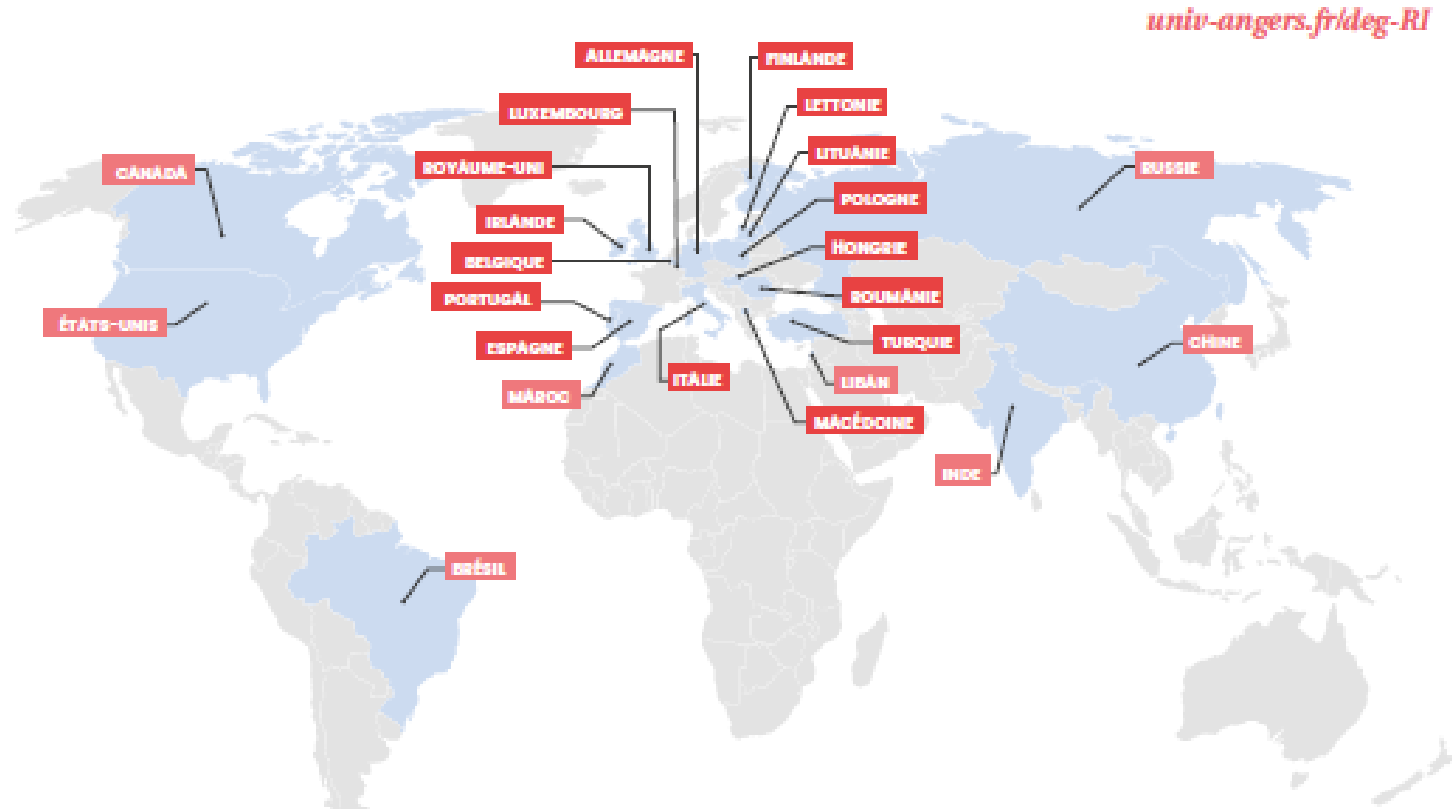 univ-angers.fr/deg-RI
ALLEMAGNE
FINLANDE
LUXEMBOURG
LETTONIE
ROYAUME-UNI
LITUANIE
CANADA
RUSSIE
POLOGNE
IRLANDE
HONGRIE
BELGIQUE
PORTUGAL
ROUMANIE
ÉTATS-UNIS
ESPAGNE
TURQUIE
CHINE
ITALIE
LIBAN
MAROC
MACÉDOINE
INDE
BRÉSIL